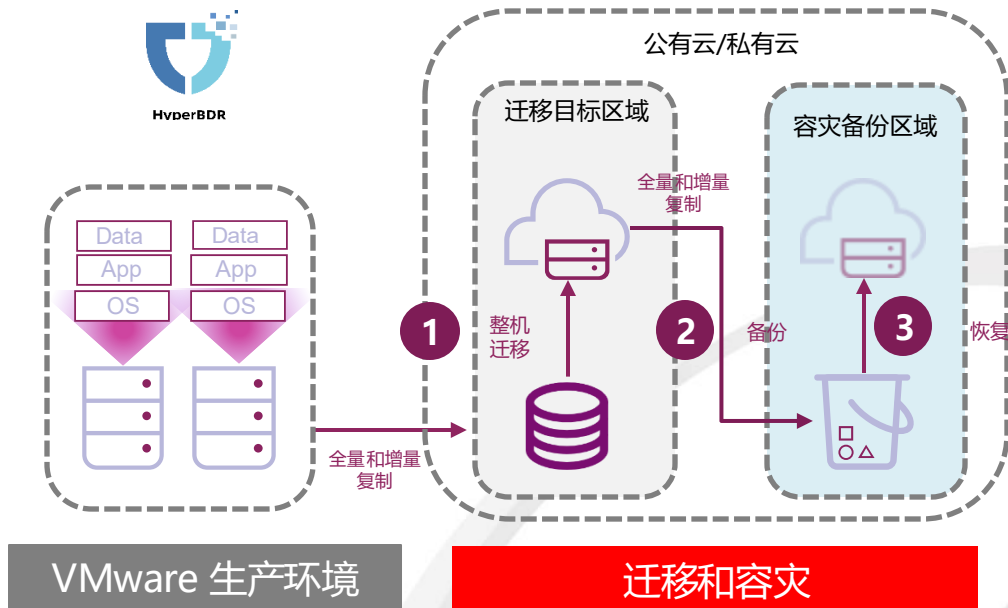 HyperBDR
公有云/私有云
迁移目标区域
容灾备份区域
Data
Data
App
App
OS
OS
全量和增量
复制
1
整机
迁移
2
备份
3
恢复
全量和增量
复制
VMware 生产环境
迁移和容灾